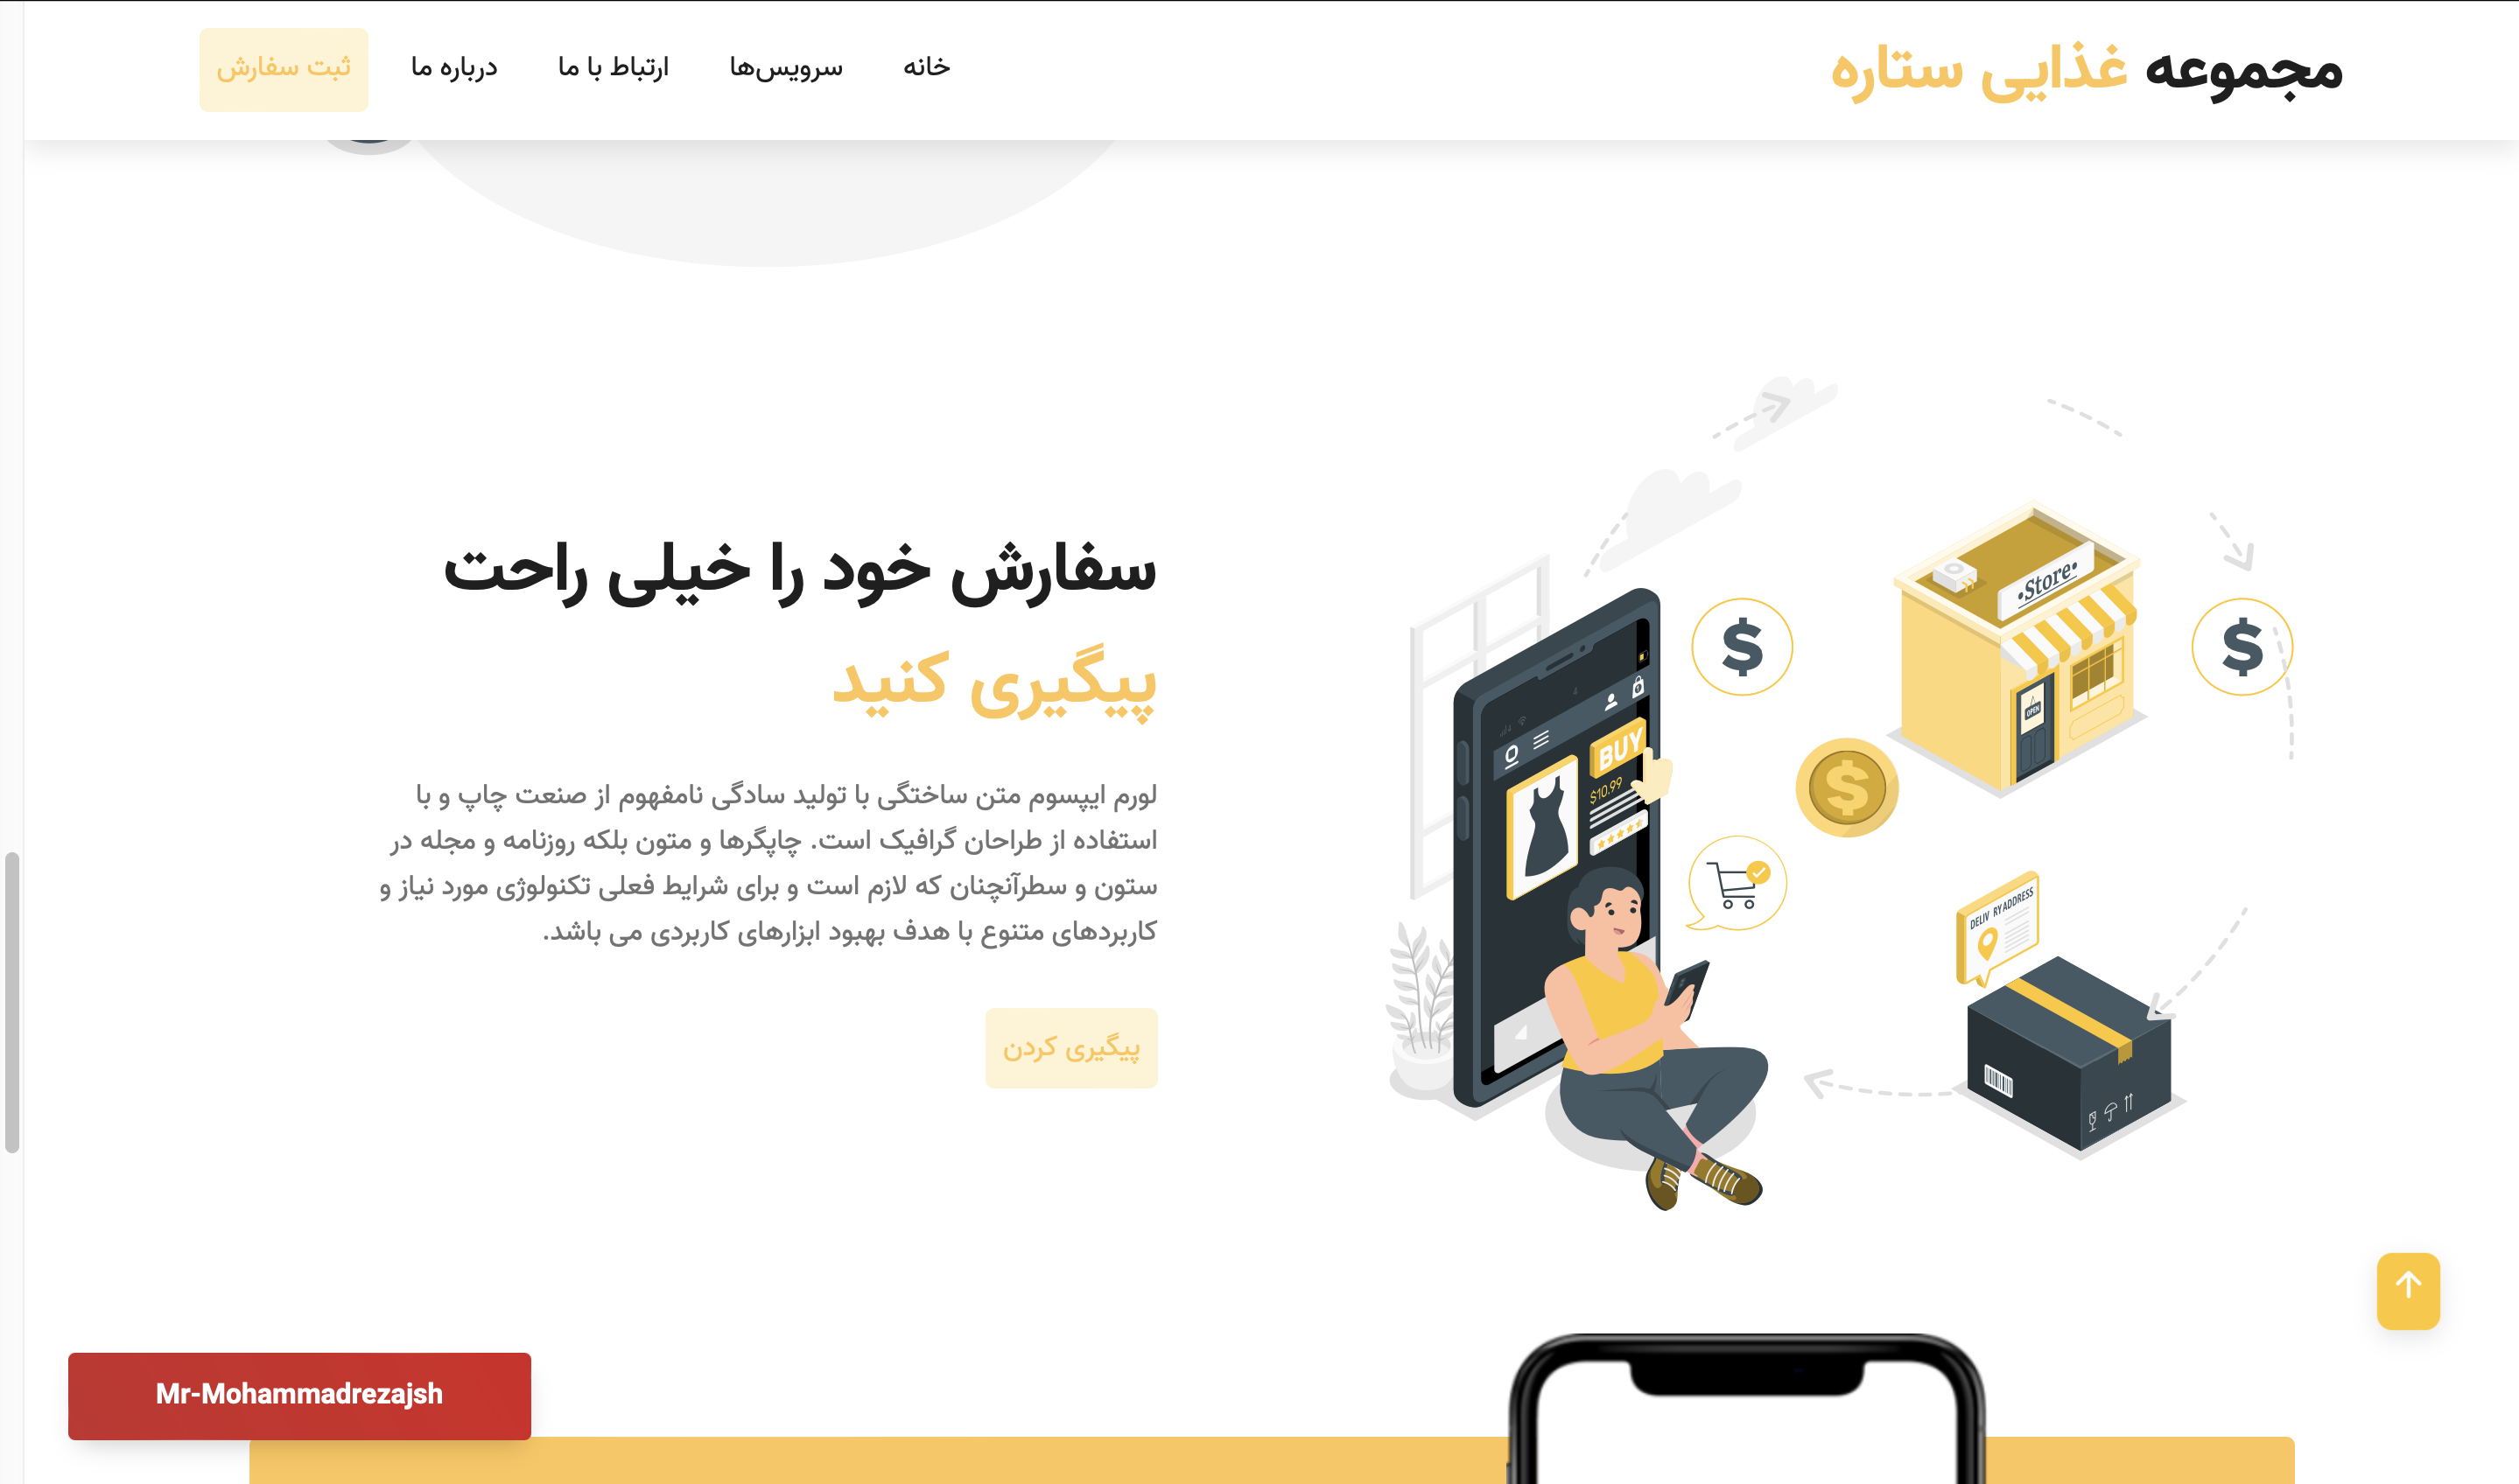 مجموعه غذایی ستاره
خانه
سرویس‌ها
ارتباط با ما
درباره ما
ثبت سفارش
سفارش خود را خیلی راحت
پیگیری کنید
لورم ایپسوم متن ساختگی با تولید سادگی نامفهوم از صنعت چاپ و با
استفاده از طراحان گرافیک است. چاپگرها و متون بلکه روزنامه و مجله در
ستون و سطرآنچنان که لازم است و برای شرایط فعلی تکنولوژی مورد نیاز و
کاربردهای متنوع با هدف بهبود ابزارهای کاربردی می باشد.
پیگیری کردن
•Store•
OPEN
$
$
$
BUY
$10.99
DELIV RY ADDRESS
Mr-Mohammadrezajsh